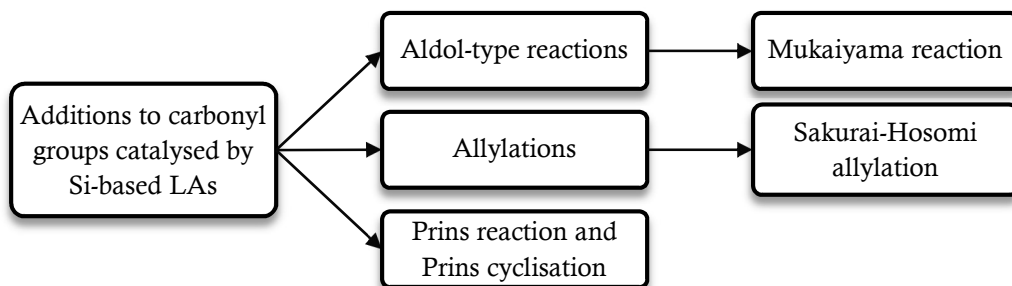 Additions to carbonyl
groups catalysed by
Si-based LAs
Aldol-type reactions
Mukaiyama reaction
Allylations
Sakurai-Hosomi
allylation
Prins reaction and
Prins cyclisation